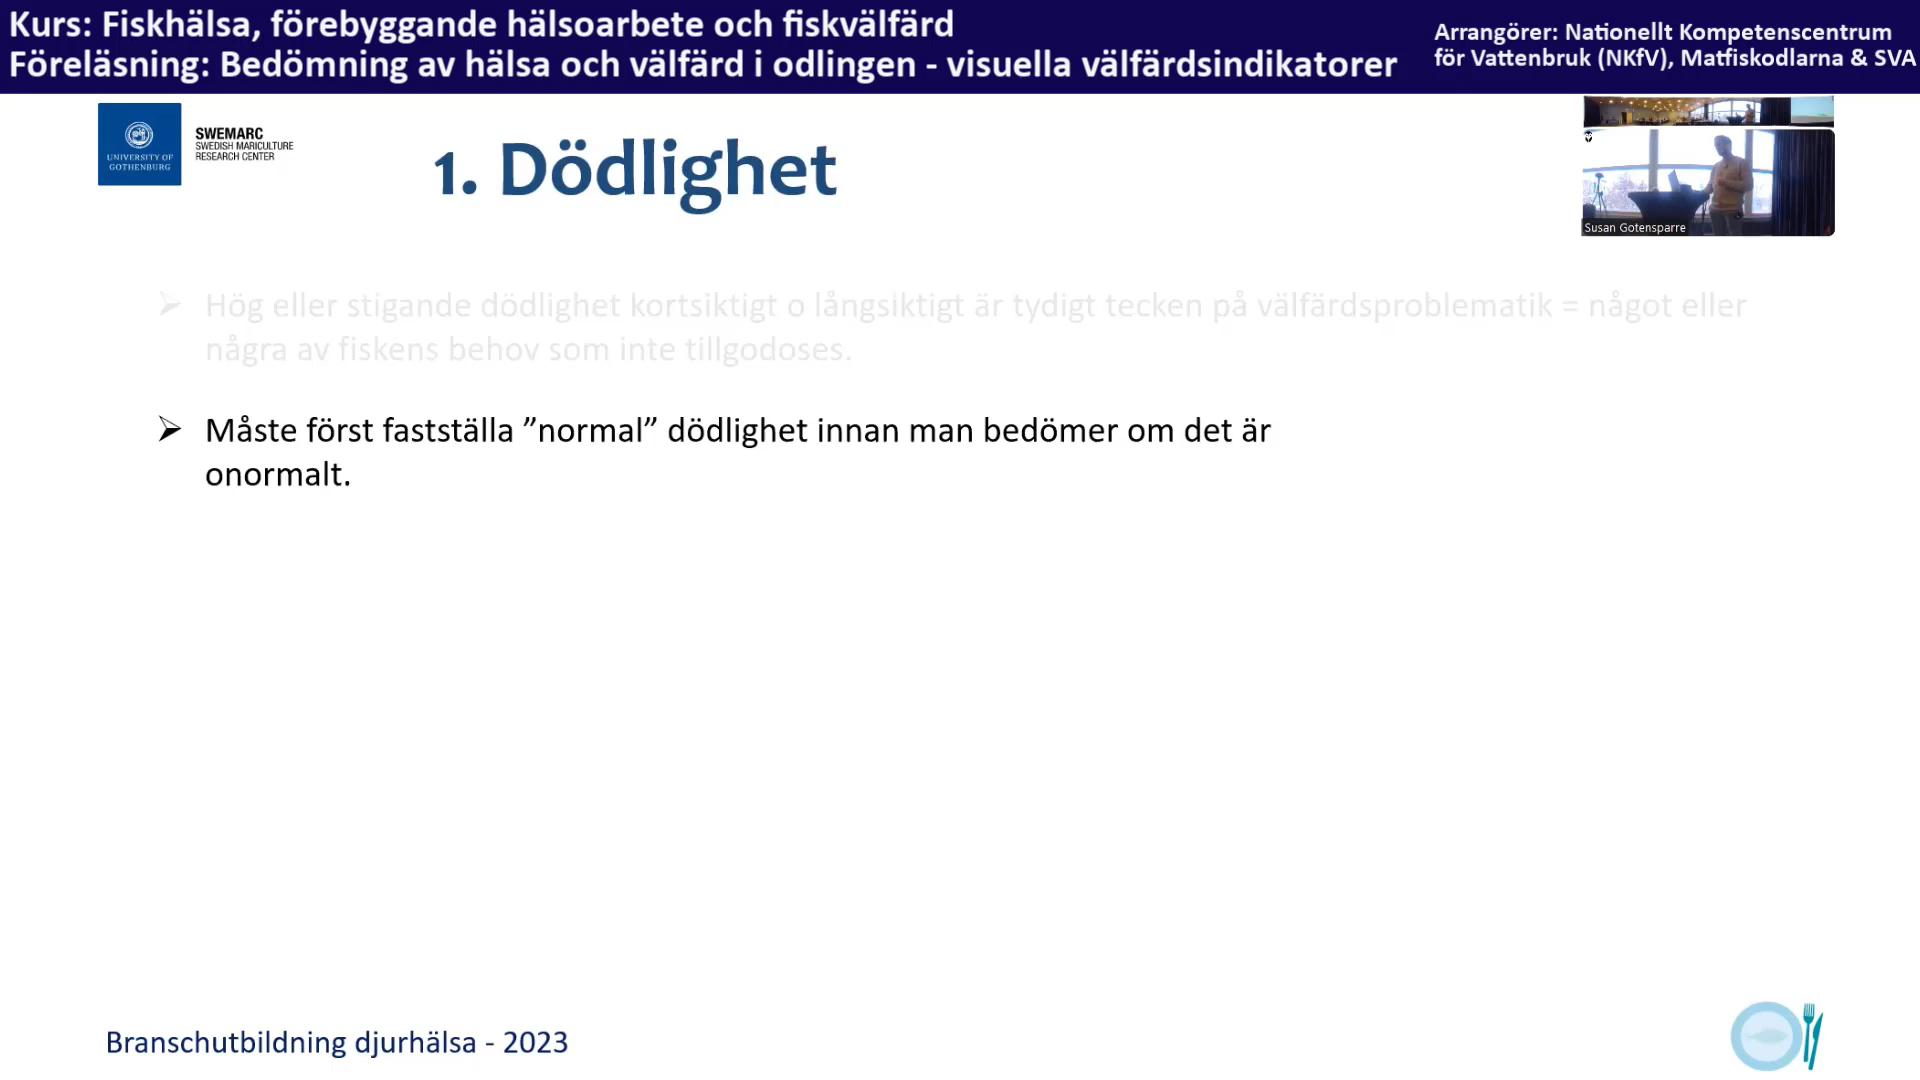 Kurs: Fiskhälsa, förebyggande hälsoarbete och fiskvälfärd
Föreläsning: Bedömning av hälsa och välfärd i odlingen - visuella välfärdsindikatorer
Arrangörer: Nationellt Kompetenscentrum
för Vattenbruk (NKfV), Matfiskodlarna & SVA
UNIVERSITY OF
GOTHENBURG
SWEMARC
SWEDISH MARICULTURE
RESEARCH CENTER
1. Dödlighet
Susan Gotensparre
➢ Hög eller stigande dödlighet kortsiktigt o långsiktigt är tydigt tecken på välfärdsproblematik = något eller
några av fiskens behov som inte tillgodoses.
➢ Måste först fastställa ”normal” dödlighet innan man bedömer om det är
onormalt.
Branschutbildning djurhälsa - 2023